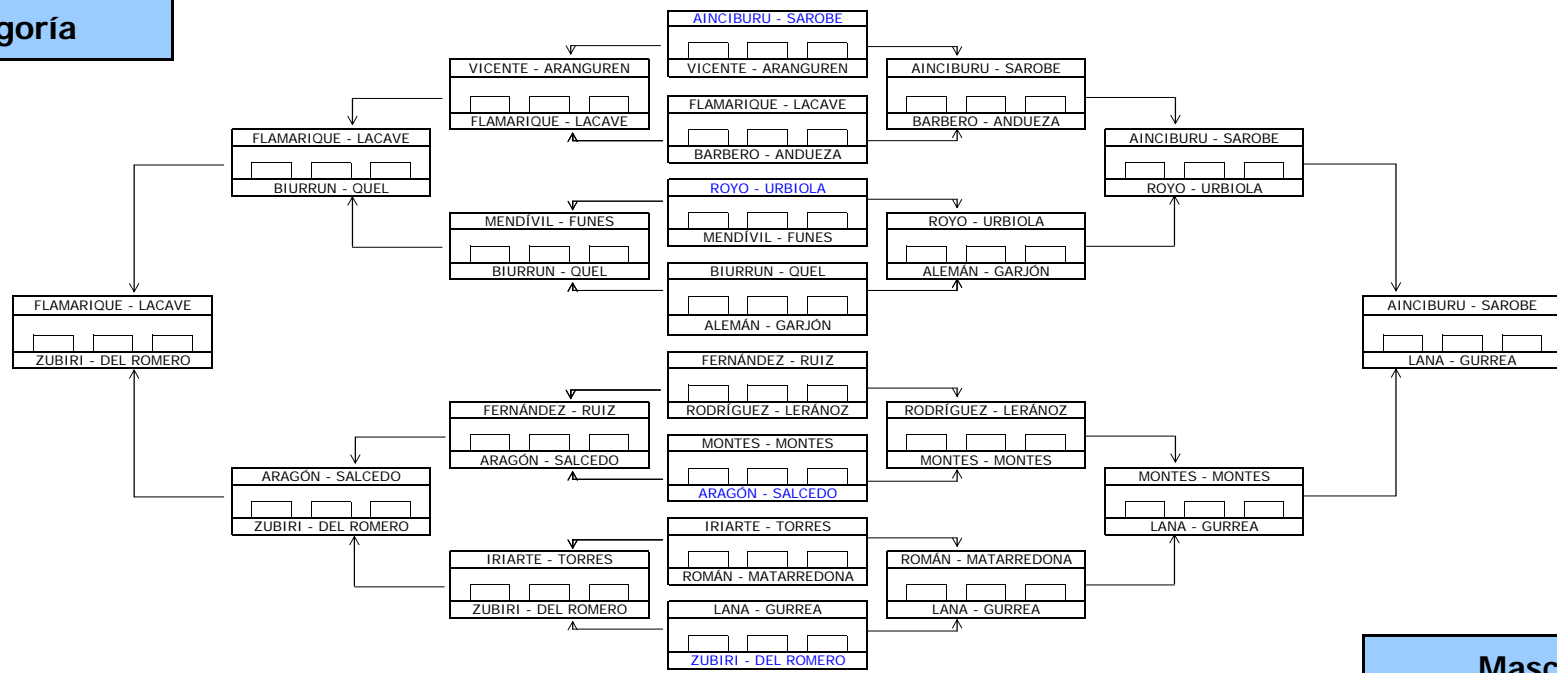 goría
AINCIBURU - SAROBE
VICENTE - ARANGUREN
FLAMARIQUE - LACAVE
BARBERO - ANDUEZA
ROYO - URBIOLA
MENDÍVIL - FUNES
BIURRUN - QUEL
ALEMÁN - GARJÓN
FERNÁNDEZ - RUIZ
RODRÍGUEZ - LERÁNOZ
MONTES - MONTES
ARAGÓN - SALCEDO
IRIARTE - TORRES
ROMÁN - MATARREDONA
LANA - GURREA
ZUBIRI - DEL ROMERO
VICENTE - ARANGUREN
FLAMARIQUE - LACAVE
MENDÍVIL - FUNES
BIURRUN - QUEL
FERNÁNDEZ - RUIZ
ARAGÓN - SALCEDO
IRIARTE - TORRES
ZUBIRI - DEL ROMERO
FLAMARIQUE - LACAVE
BIURRUN - QUEL
ARAGÓN - SALCEDO
ZUBIRI - DEL ROMERO
FLAMARIQUE - LACAVE
ZUBIRI - DEL ROMERO
AINCIBURU - SAROBE
BARBERO - ANDUEZA
ROYO - URBIOLA
ALEMÁN - GARJÓN
RODRÍGUEZ - LERÁNOZ
MONTES - MONTES
ROMÁN - MATARREDONA
LANA - GURREA
AINCIBURU - SAROBE
ROYO - URBIOLA
MONTES - MONTES
LANA - GURREA
AINCIBURU - SAROBE
LANA - GURREA
Masc